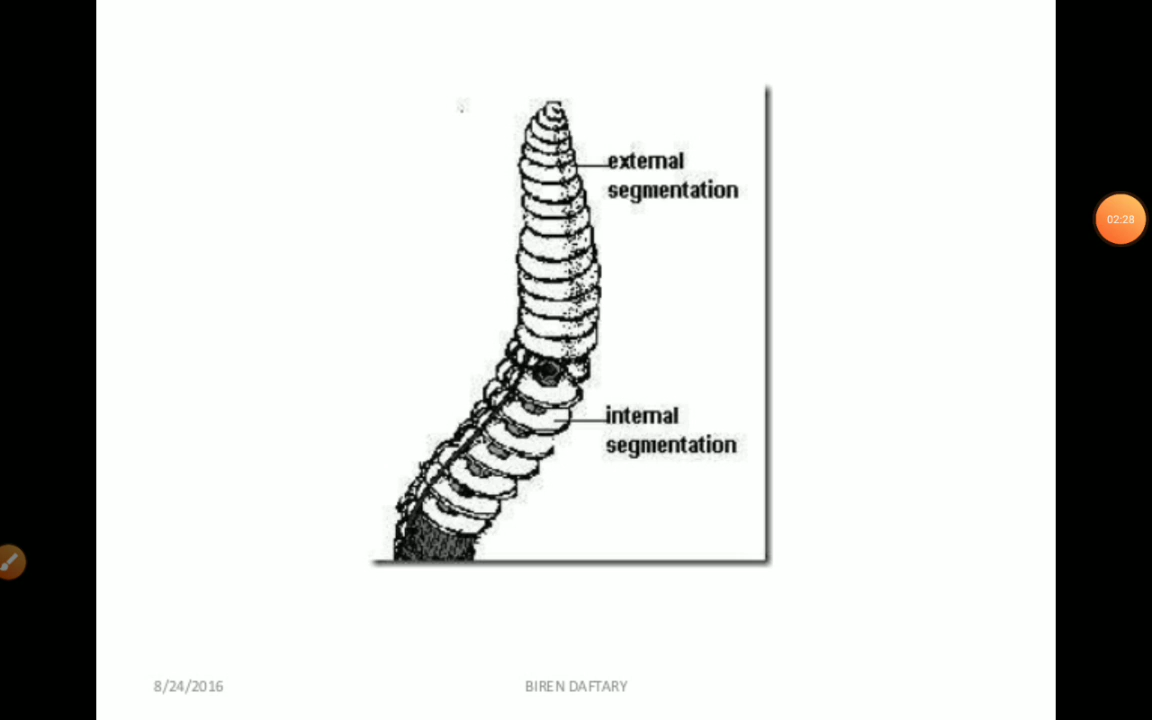 external
segmentation
02:28
internal
segmentation
8/24/2016
BIREN DAFTARY